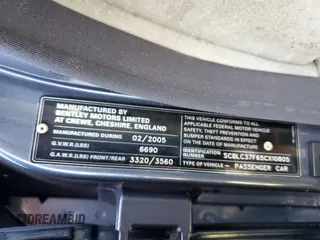 MANUFACTURED BY
BENTLEY MOTORS LIMITED
AT CREWE, CHESHIRE, ENGLAND
MANUFACTURED DURING 02/2005
G.V.W.R.(LBS) 6690
G.A.W.R.(LBS) FRONT/REAR 3320/3560
THIS VEHICLE CONFORMS TO ALL
APPLICABLE FEDERAL MOTOR VEHICLE
SAFETY, THEFT PREVENTION AND
BUMPER STANDARDS IN EFFECT
ON THE DATE OF MANUFACTURE
IDENTIFICATION NUMBER SCBLC37F65CX10805
TYPE OF VEHICLE- PASSENGER CAR
DREAMBID